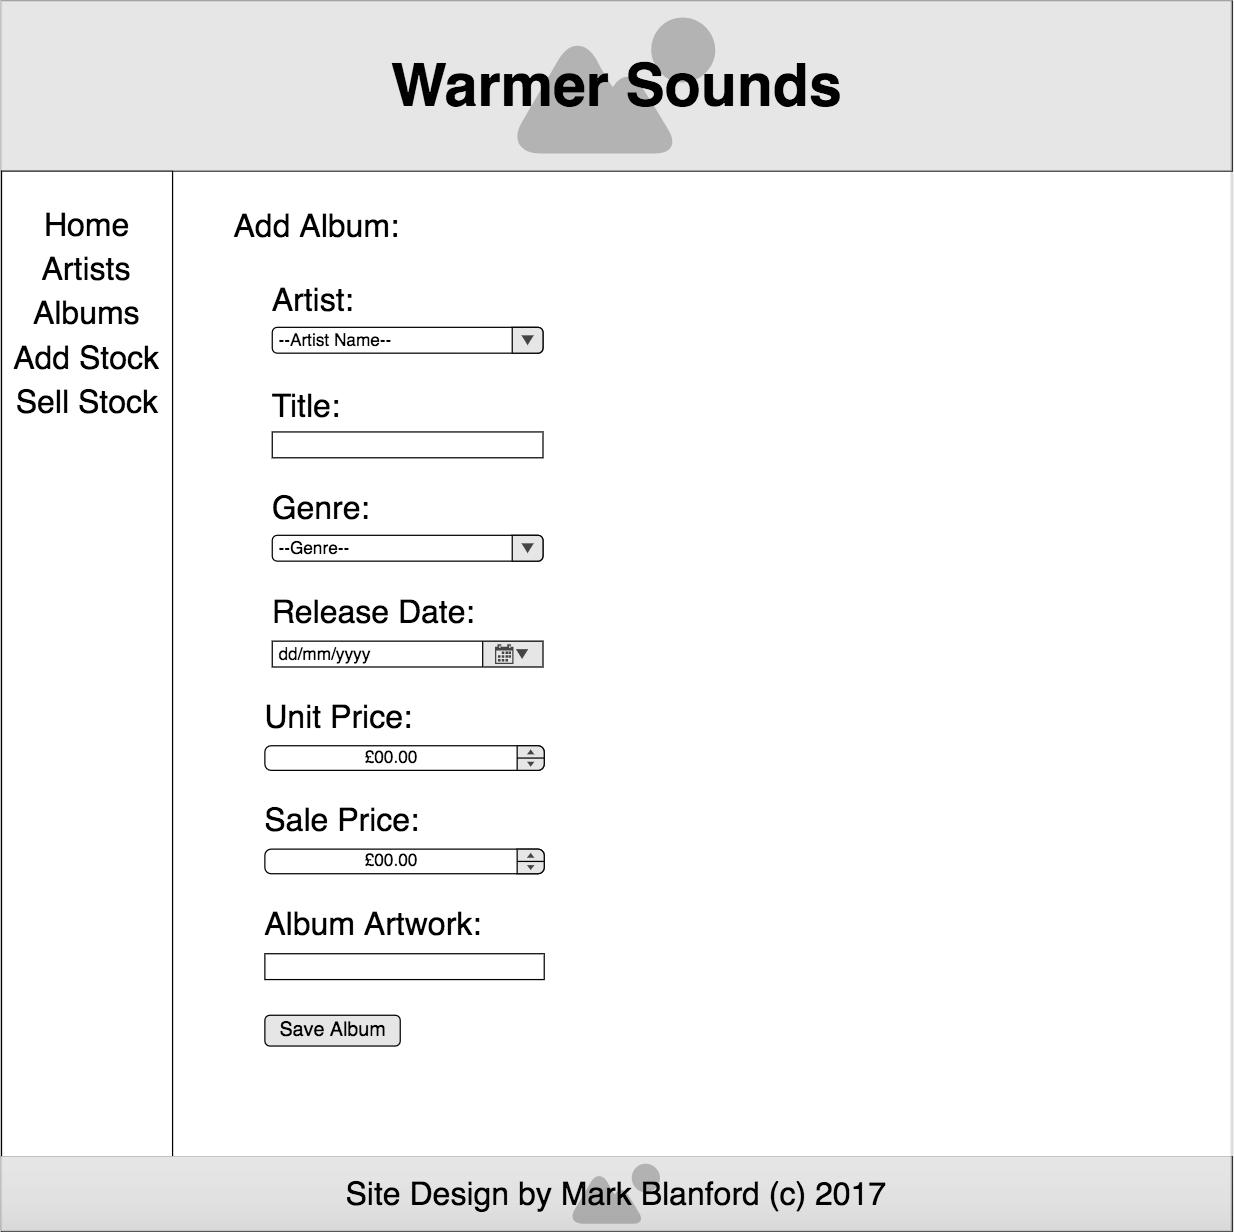 Warmer Sounds
Home
Artists
Albums
Add Stock
Sell Stock
Add Album:
Artist:
--Artist Name--
Title:
Genre:
--Genre--
Release Date:
dd/mm/yyyy
Unit Price:
£00.00
Sale Price:
£00.00
Album Artwork:
Save Album
Site Design by Mark Blanford (c) 2017